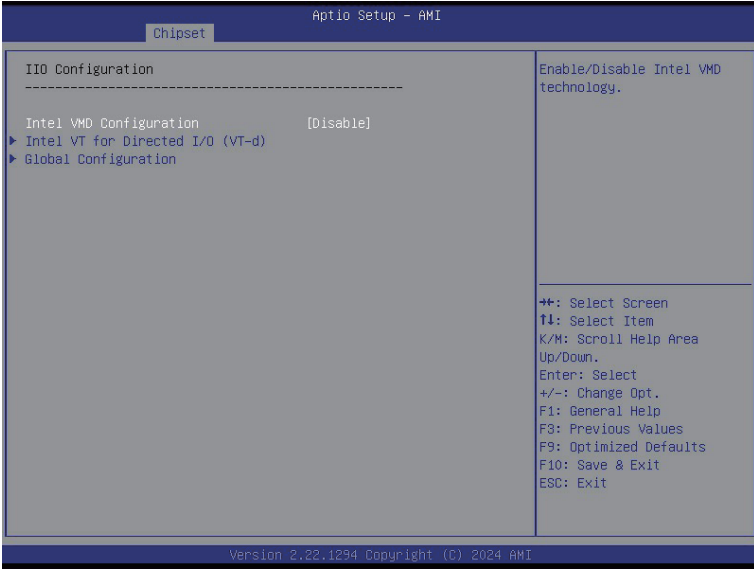 Aptio Setup – AMI
Chipset
IIO Configuration
----------------------------------------------------
Intel VMD Configuration [Disable]
Intel VT for Directed I/O (VT-d)
Global Configuration
Enable/Disable Intel VMD
technology.
→←: Select Screen
↑↓: Select Item
K/M: Scroll Help Area
Up/Down.
Enter: Select
+/-: Change Opt.
F1: General Help
F3: Previous Values
F9: Optimized Defaults
F10: Save & Exit
ESC: Exit
Version 2.22.1294 Copyright (C) 2024 AMI